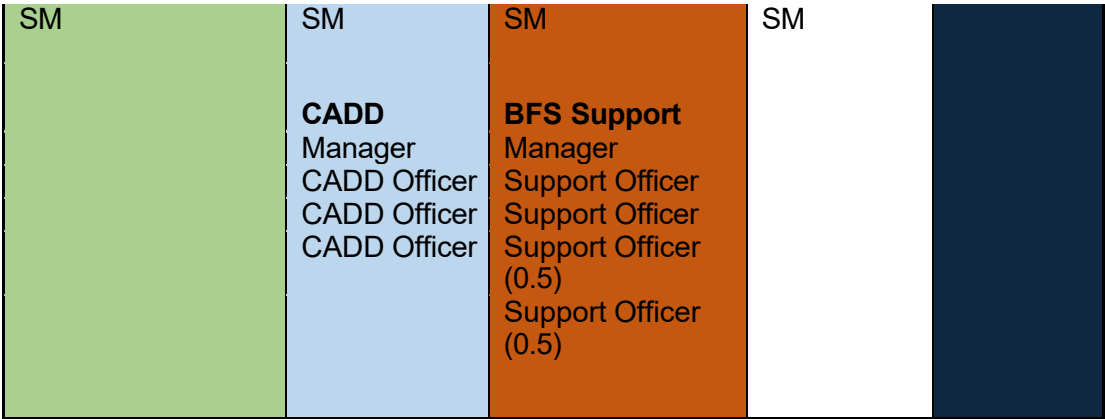 SM
SM
SM
SM
CADD
Manager
CADD Officer
CADD Officer
CADD Officer
BFS Support
Manager
Support Officer
Support Officer
Support Officer
(0.5)
Support Officer
(0.5)